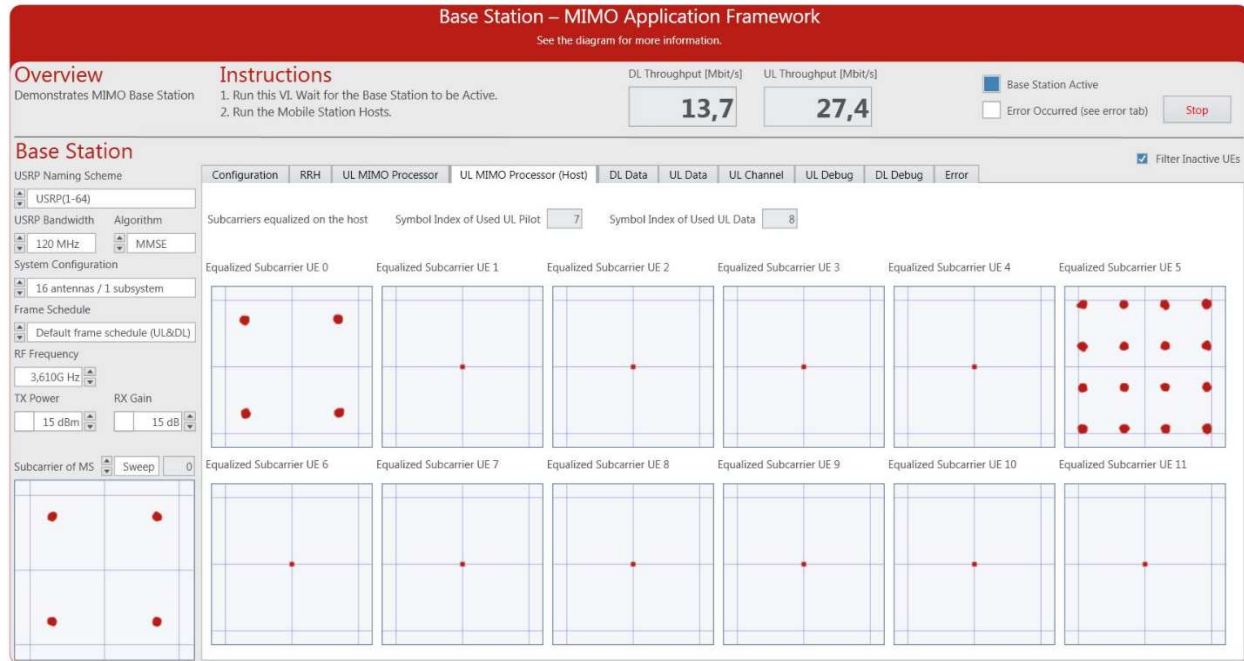 Base Station – MIMO Application Framework
See the diagram for more information.
Overview
Demonstrates MIMO Base Station
Instructions
1. Run this VI. Wait for the Base Station to be Active.
2. Run the Mobile Station Hosts.
DL Throughput [Mbit/s]
13,7
UL Throughput [Mbit/s]
27,4
Base Station Active
Error Occurred (see error tab)
Stop
Base Station
Filter Inactive UEs
USRP Naming Scheme
USRP(1-64)
USRP Bandwidth
Algorithm
120 MHz
MMSE
System Configuration
16 antennas / 1 subsystem
Frame Schedule
Default frame schedule (UL&DL)
RF Frequency
3,610G Hz
TX Power
RX Gain
15 dBm
15 dB
Subcarrier of MS
Sweep
0
Configuration
RRH
UL MIMO Processor
UL MIMO Processor (Host)
DL Data
UL Data
UL Channel
UL Debug
DL Debug
Error
Subcarriers equalized on the host
Symbol Index of Used UL Pilot
7
Symbol Index of Used UL Data
8
Equalized Subcarrier UE 0
Equalized Subcarrier UE 1
Equalized Subcarrier UE 2
Equalized Subcarrier UE 3
Equalized Subcarrier UE 4
Equalized Subcarrier UE 5
Equalized Subcarrier UE 6
Equalized Subcarrier UE 7
Equalized Subcarrier UE 8
Equalized Subcarrier UE 9
Equalized Subcarrier UE 10
Equalized Subcarrier UE 11